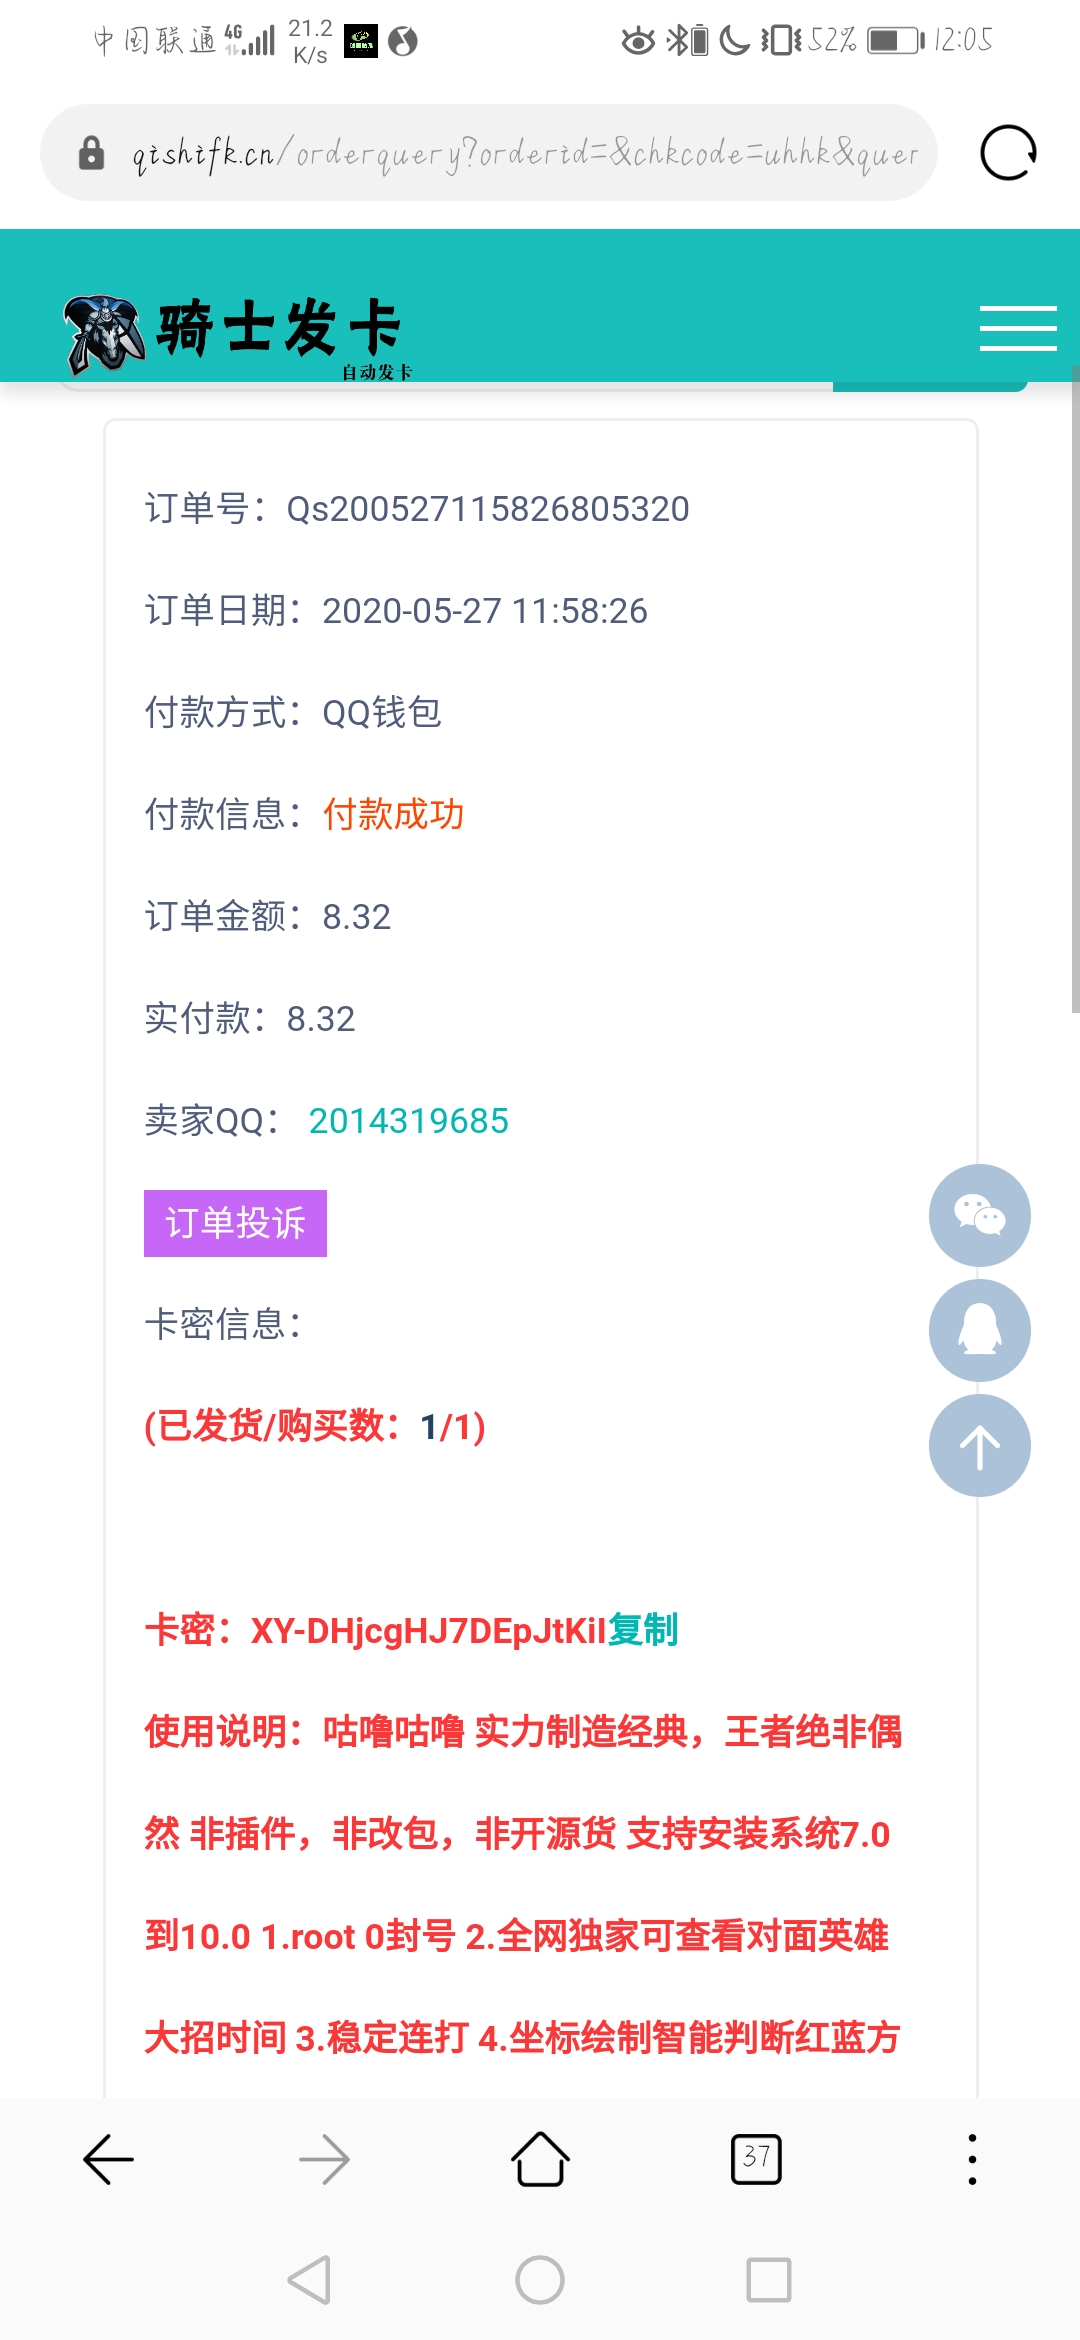 中国联通 4G 21.2 K/s 52% 12:05
qishifk.cn/orderquery?orderid=&chkcode=uhhk&quer
骑士发卡
自动发卡
订单号：Qs200527115826805320
订单日期：2020-05-27 11:58:26
付款方式：QQ钱包
付款信息：付款成功
订单金额：8.32
实付款：8.32
卖家QQ： 2014319685
订单投诉
卡密信息：
(已发货/购买数：1/1)
卡密：XY-DHjcgHJ7DEpJtKiI复制
使用说明：咕噜咕噜 实力制造经典，王者绝非偶
然 非插件，非改包，非开源货 支持安装系统7.0
到10.0 1.root 0封号 2.全网独家可查看对面英雄
大招时间 3.稳定连打 4.坐标绘制智能判断红蓝方
37